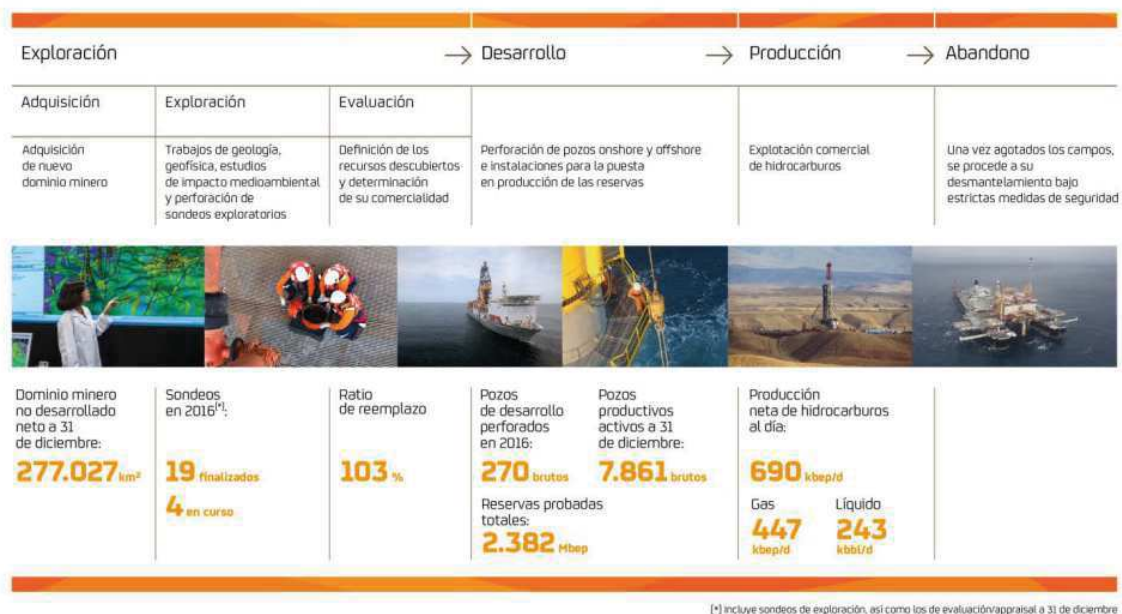 Exploración → Desarrollo → Producción → Abandono
Adquisición
Exploración
Evaluación
Adquisición
de nuevo
dominio minero
Trabajos de geología,
geofísica, estudios
de impacto medioambiental
y perforación de
sondeos exploratorios
Definición de los
recursos descubiertos
y determinación
de su comercialidad
Perforación de pozos onshore y offshore
e instalaciones para la puesta
en producción de las reservas
Explotación comercial
de hidrocarburos
Una vez agotados los campos,
se procede a su
desmantelamiento bajo
estrictas medidas de seguridad
Dominio minero
no desarrollado
neto a 31
de diciembre:
277.027 km²
Sondeos
en 2016[*]:
19 finalizados
4 en curso
Ratio
de reemplazo
103 %
Pozos
de desarrollo
perforados
en 2016:
270 brutos
Pozos
productivos
activos a 31
de diciembre:
7.861 brutos
Reservas probadas
totales:
2.382 Mbep
Producción
neta de hidrocarburos
al día:
690 kbep/d
Gas
447
kbep/d
Líquido
243
kbbl/d
[*] Incluye sondeos de exploración, así como los de evaluación/appraisal a 31 de diciembre